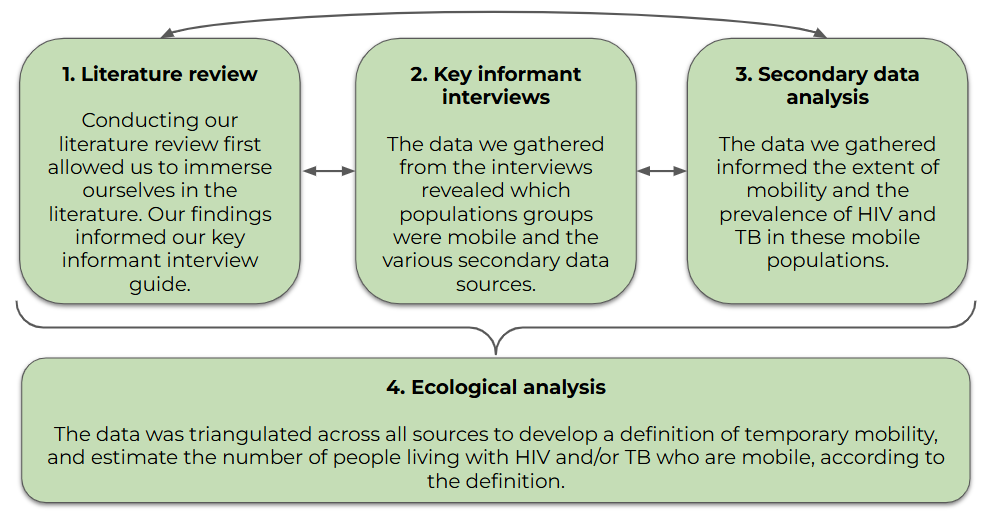 1. Literature review
Conducting our
literature review first
allowed us to immerse
ourselves in the
literature. Our findings
informed our key
informant interview
guide.
2. Key informant
interviews
The data we gathered
from the interviews
revealed which
populations groups
were mobile and the
various secondary data
sources.
3. Secondary data
analysis
The data we gathered
informed the extent of
mobility and the
prevalence of HIV and
TB in these mobile
populations.
4. Ecological analysis
The data was triangulated across all sources to develop a definition of temporary mobility,
and estimate the number of people living with HIV and/or TB who are mobile, according to
the definition.